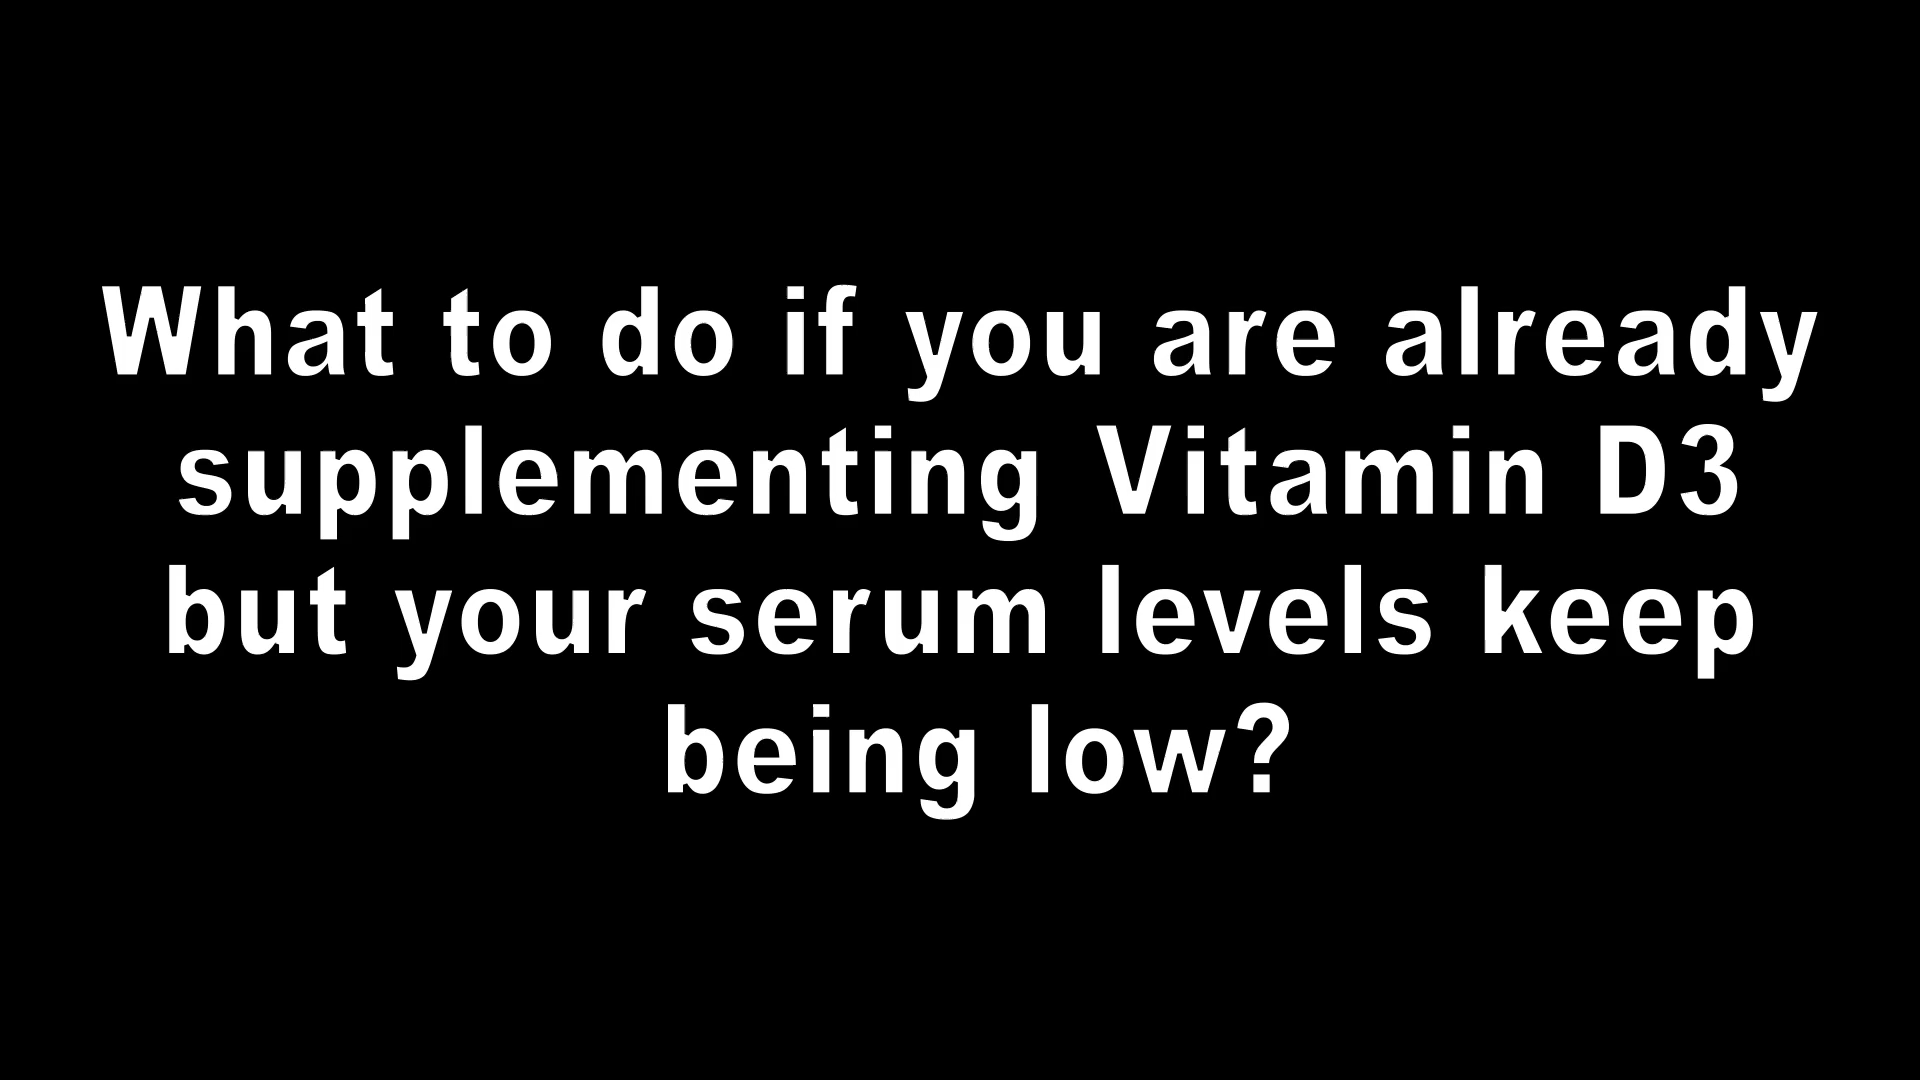 What to do if you are already
supplementing Vitamin D3
but your serum levels keep
being low?